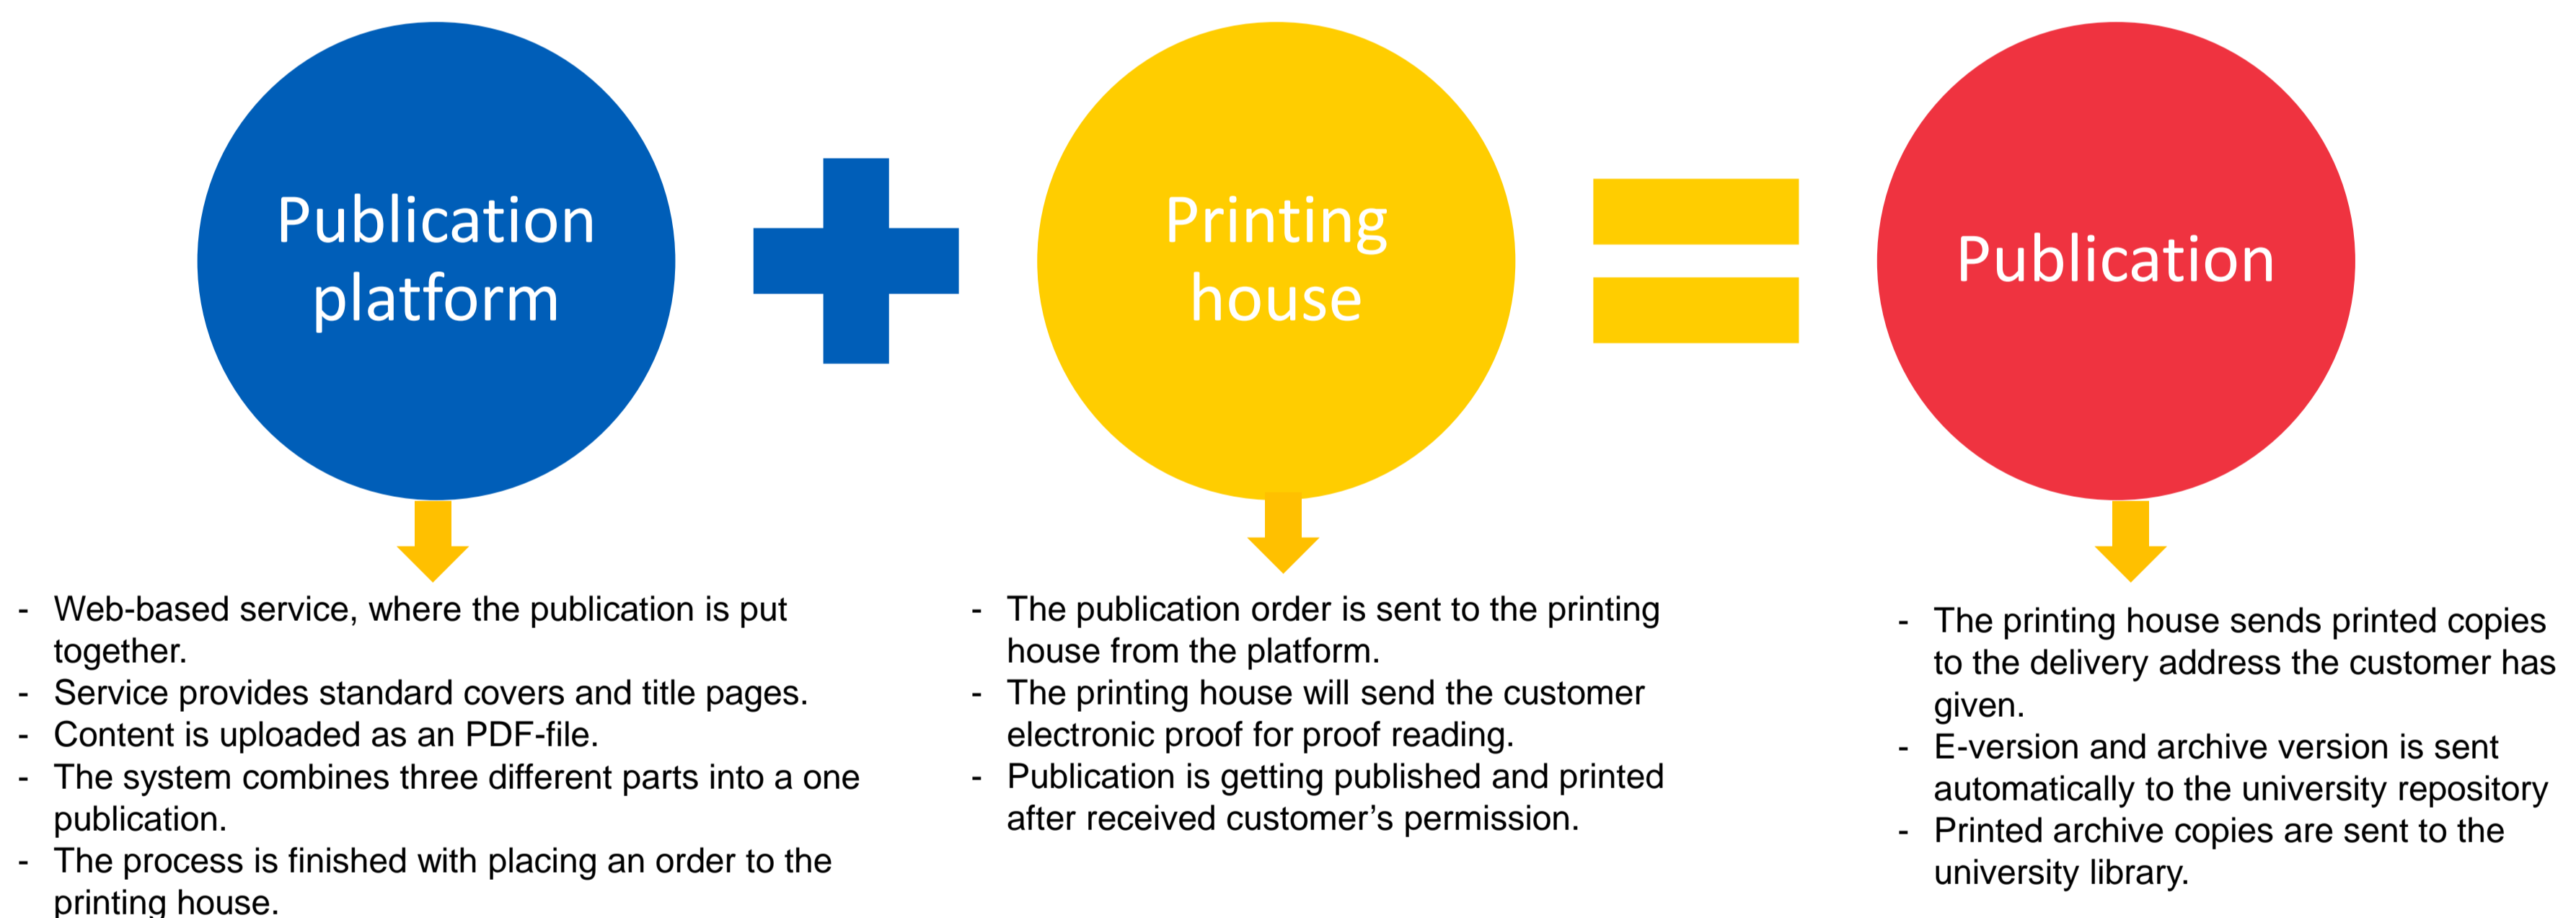 Publication
platform
Printing
house
Publication
- Web-based service, where the publication is put
together.
- Service provides standard covers and title pages.
- Content is uploaded as an PDF-file.
- The system combines three different parts into a one
publication.
- The process is finished with placing an order to the
printing house.
- The publication order is sent to the printing
house from the platform.
- The printing house will send the customer
electronic proof for proof reading.
- Publication is getting published and printed
after received customer’s permission.
- The printing house sends printed copies
to the delivery address the customer has
given.
- E-version and archive version is sent
automatically to the university repository
- Printed archive copies are sent to the
university library.